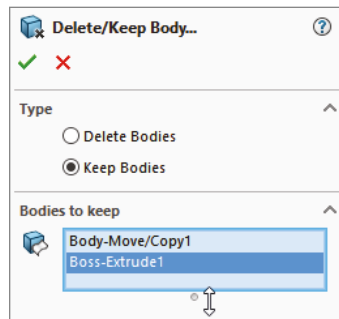 Delete/Keep Body...
Type
Delete Bodies
Keep Bodies
Bodies to keep
Body-Move/Copy1
Boss-Extrude1